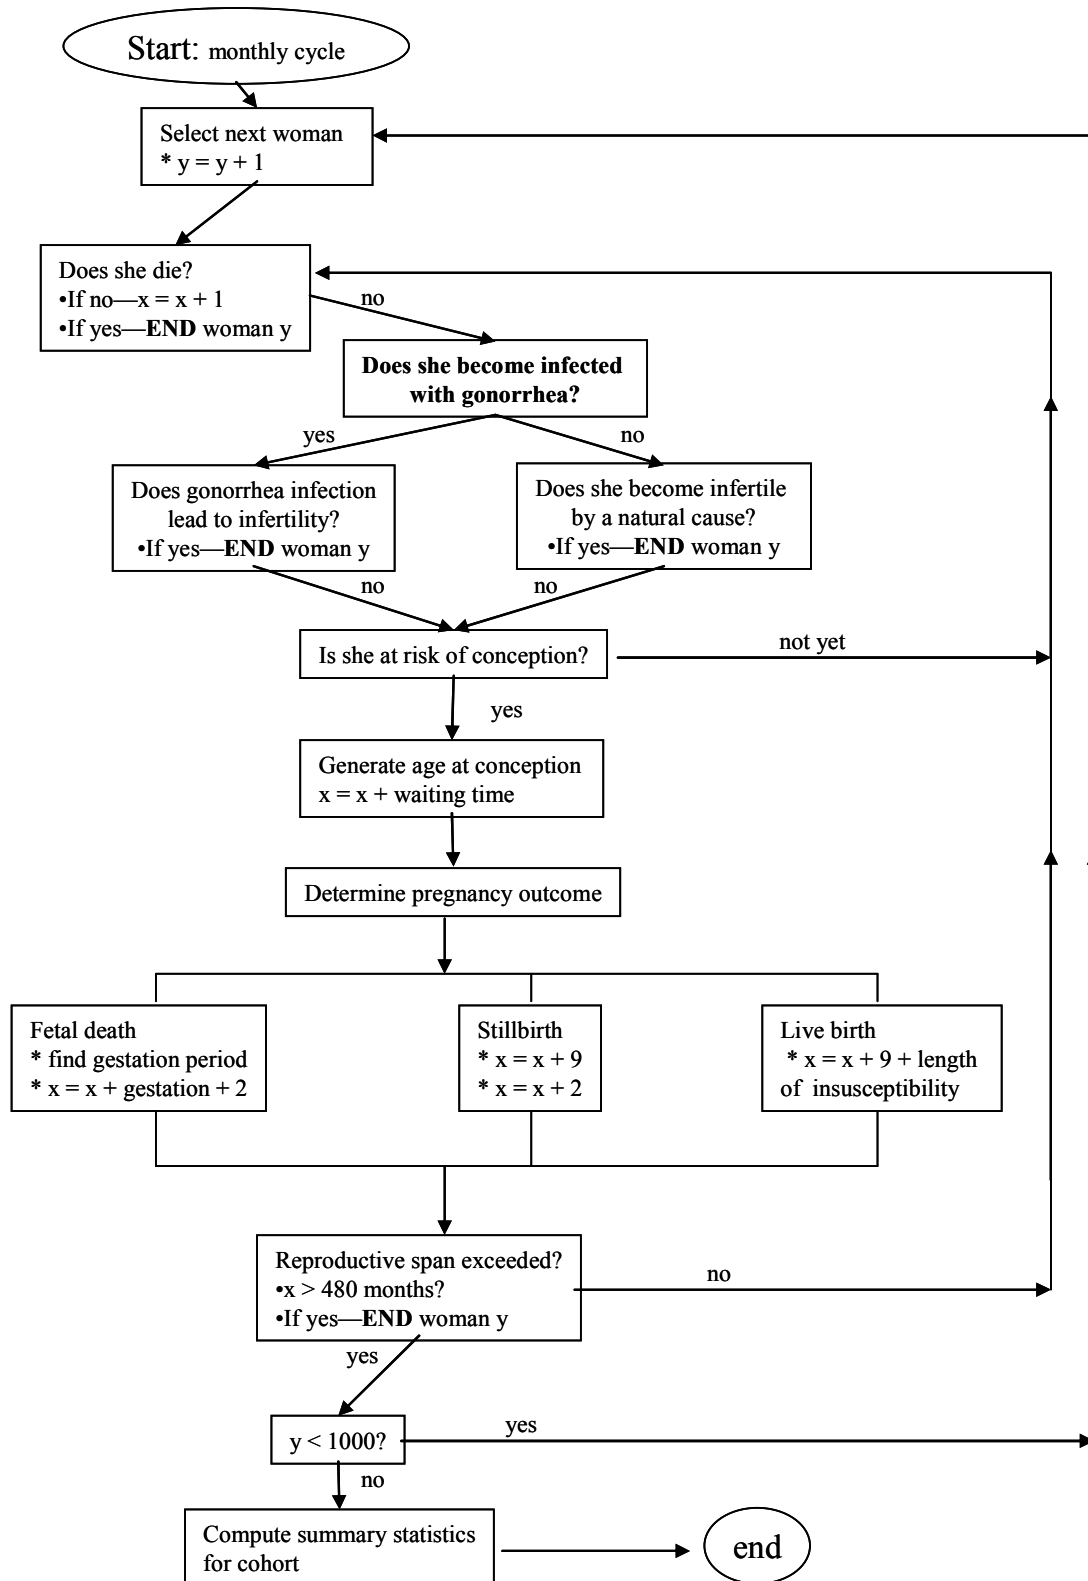 Start: monthly cycle
Select next woman
* y = y + 1
Does she die?
•If no—x = x + 1
•If yes—END woman y
no
Does she become infected
with gonorrhea?
yes
no
Does gonorrhea infection
lead to infertility?
•If yes—END woman y
Does she become infertile
by a natural cause?
•If yes—END woman y
no
no
Is she at risk of conception?
not yet
yes
Generate age at conception
x = x + waiting time
Determine pregnancy outcome
Fetal death
* find gestation period
* x = x + gestation + 2
Stillbirth
* x = x + 9
* x = x + 2
Live birth
* x = x + 9 + length
of insusceptibility
Reproductive span exceeded?
•x > 480 months?
•If yes—END woman y
no
yes
y < 1000?
yes
no
Compute summary statistics
for cohort
end